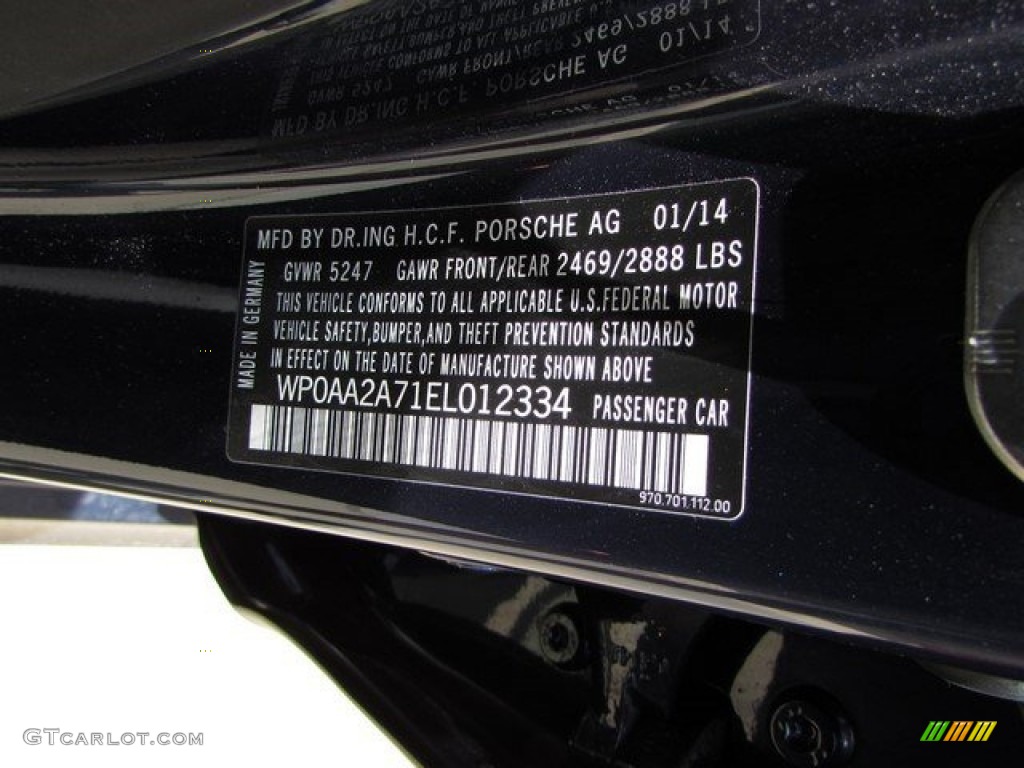 MFD BY DR.ING H.C.F. PORSCHE AG 01/14
GVWR 5247 GAWR FRONT/REAR 2469/2888 LBS
THIS VEHICLE CONFORMS TO ALL APPLICABLE U.S.FEDERAL MOTOR
VEHICLE SAFETY,BUMPER,AND THEFT PREVENTION STANDARDS
IN EFFECT ON THE DATE OF MANUFACTURE SHOWN ABOVE
WP0AA2A71EL012334 PASSENGER CAR
970.701.112.00
MADE IN GERMANY
GTCARLOT.COM